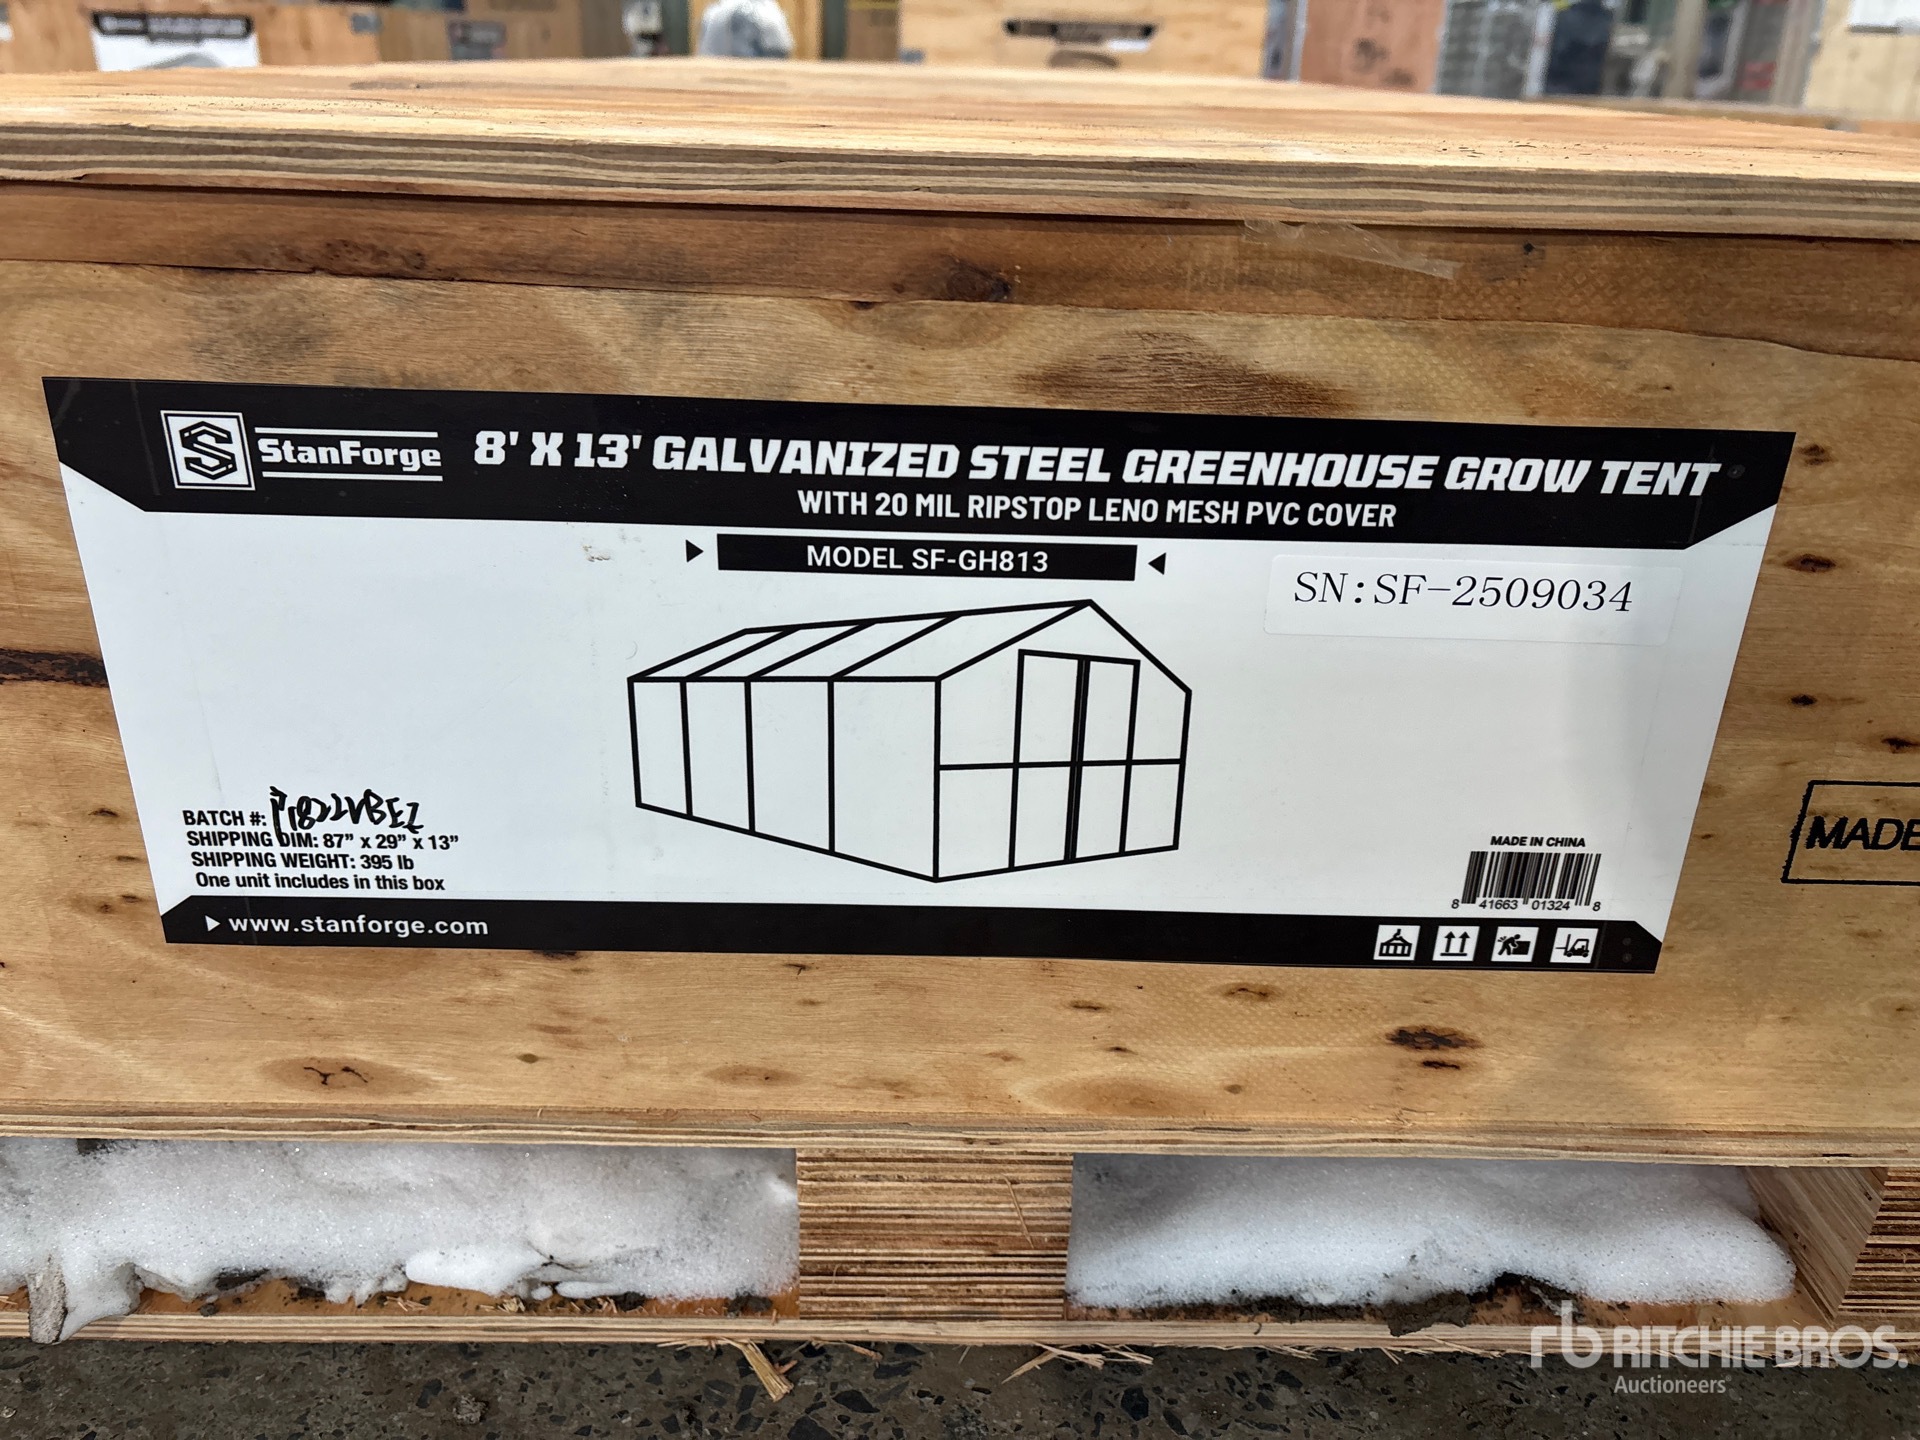 StanForge
8' X 13' GALVANIZED STEEL GREENHOUSE GROW TENT
WITH 20 MIL RIPSTOP LENO MESH PVC COVER
MODEL SF-GH813
SN:SF-2509034
BATCH #:
SHIPPING DIM: 87” x 29” x 13”
SHIPPING WEIGHT: 395 lb
One unit includes in this box
MADE IN CHINA
8 41663 01324 8
www.stanforge.com
MADE
rb RITCHIE BROS.
Auctioneers